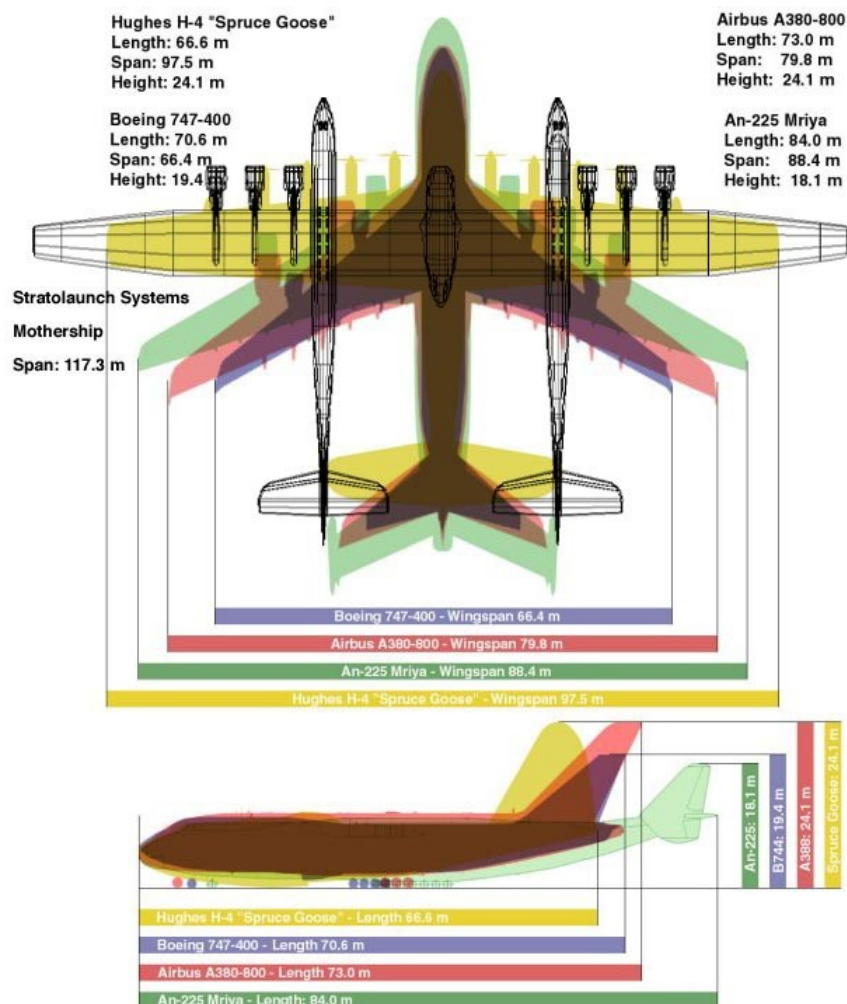 Hughes H-4 "Spruce Goose"
Length: 66.6 m
Span: 97.5 m
Height: 24.1 m
Airbus A380-800
Length: 73.0 m
Span: 79.8 m
Height: 24.1 m
Boeing 747-400
Length: 70.6 m
Span: 66.4 m
Height: 19.4 m
An-225 Mriya
Length: 84.0 m
Span: 88.4 m
Height: 18.1 m
Stratolaunch Systems
Mothership
Span: 117.3 m
Boeing 747-400 - Wingspan 66.4 m
Airbus A380-800 - Wingspan 79.8 m
An-225 Mriya - Wingspan 88.4 m
Hughes H-4 "Spruce Goose" - Wingspan 97.5 m
An-225: 18.1 m
B744: 19.4 m
A388: 24.1 m
Spruce Goose: 24.1 m
Hughes H-4 "Spruce Goose" - Length 66.6 m
Boeing 747-400 - Length 70.6 m
Airbus A380-800 - Length 73.0 m
An-225 Mriya - Length: 84.0 m